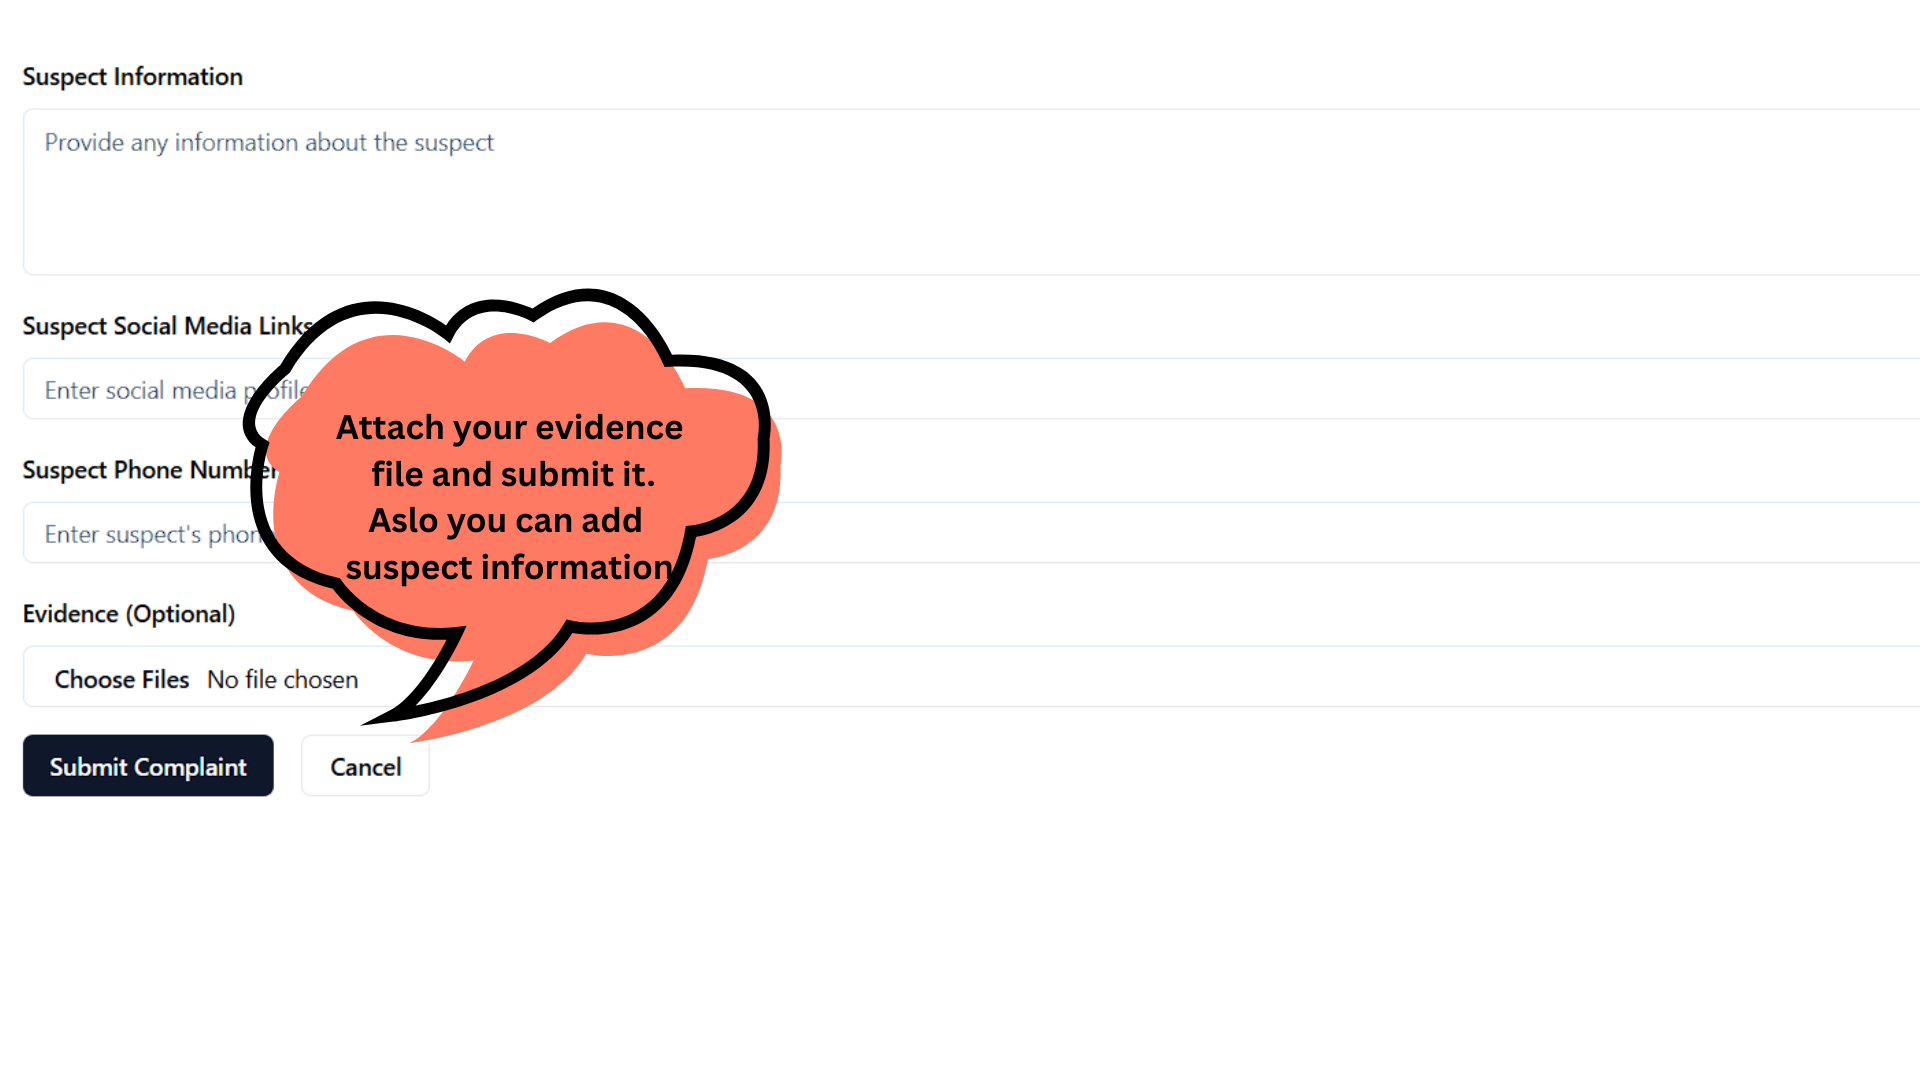 Suspect Information
Provide any information about the suspect
Suspect Social Media Links
Enter social media profile
Suspect Phone Number
Enter suspect's phon
Attach your evidence
file and submit it.
Aslo you can add
suspect information
Evidence (Optional)
Choose Files No file chosen
Submit Complaint Cancel